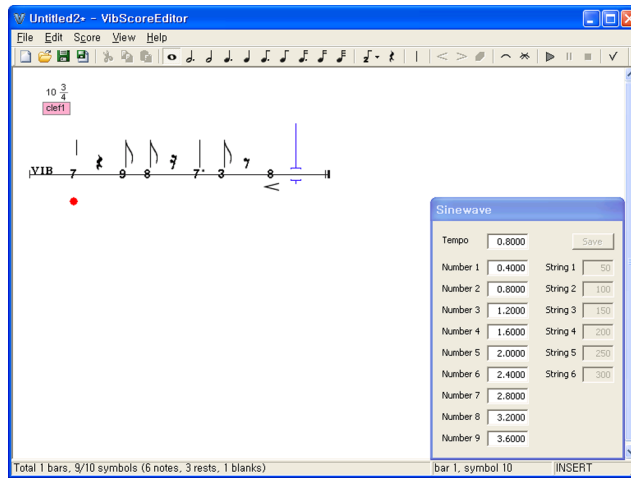 Untitled2* - VibScoreEditor
File Edit Score View Help
10 3/4
clef1
VIB 7 9 8 7 3 8
Sinewave
Tempo 0.8000 Save
Number 1 0.4000 String 1 50
Number 2 0.8000 String 2 100
Number 3 1.2000 String 3 150
Number 4 1.6000 String 4 200
Number 5 2.0000 String 5 250
Number 6 2.4000 String 6 300
Number 7 2.8000
Number 8 3.2000
Number 9 3.6000
Total 1 bars, 9/10 symbols (6 notes, 3 rests, 1 blanks) bar 1, symbol 10 INSERT